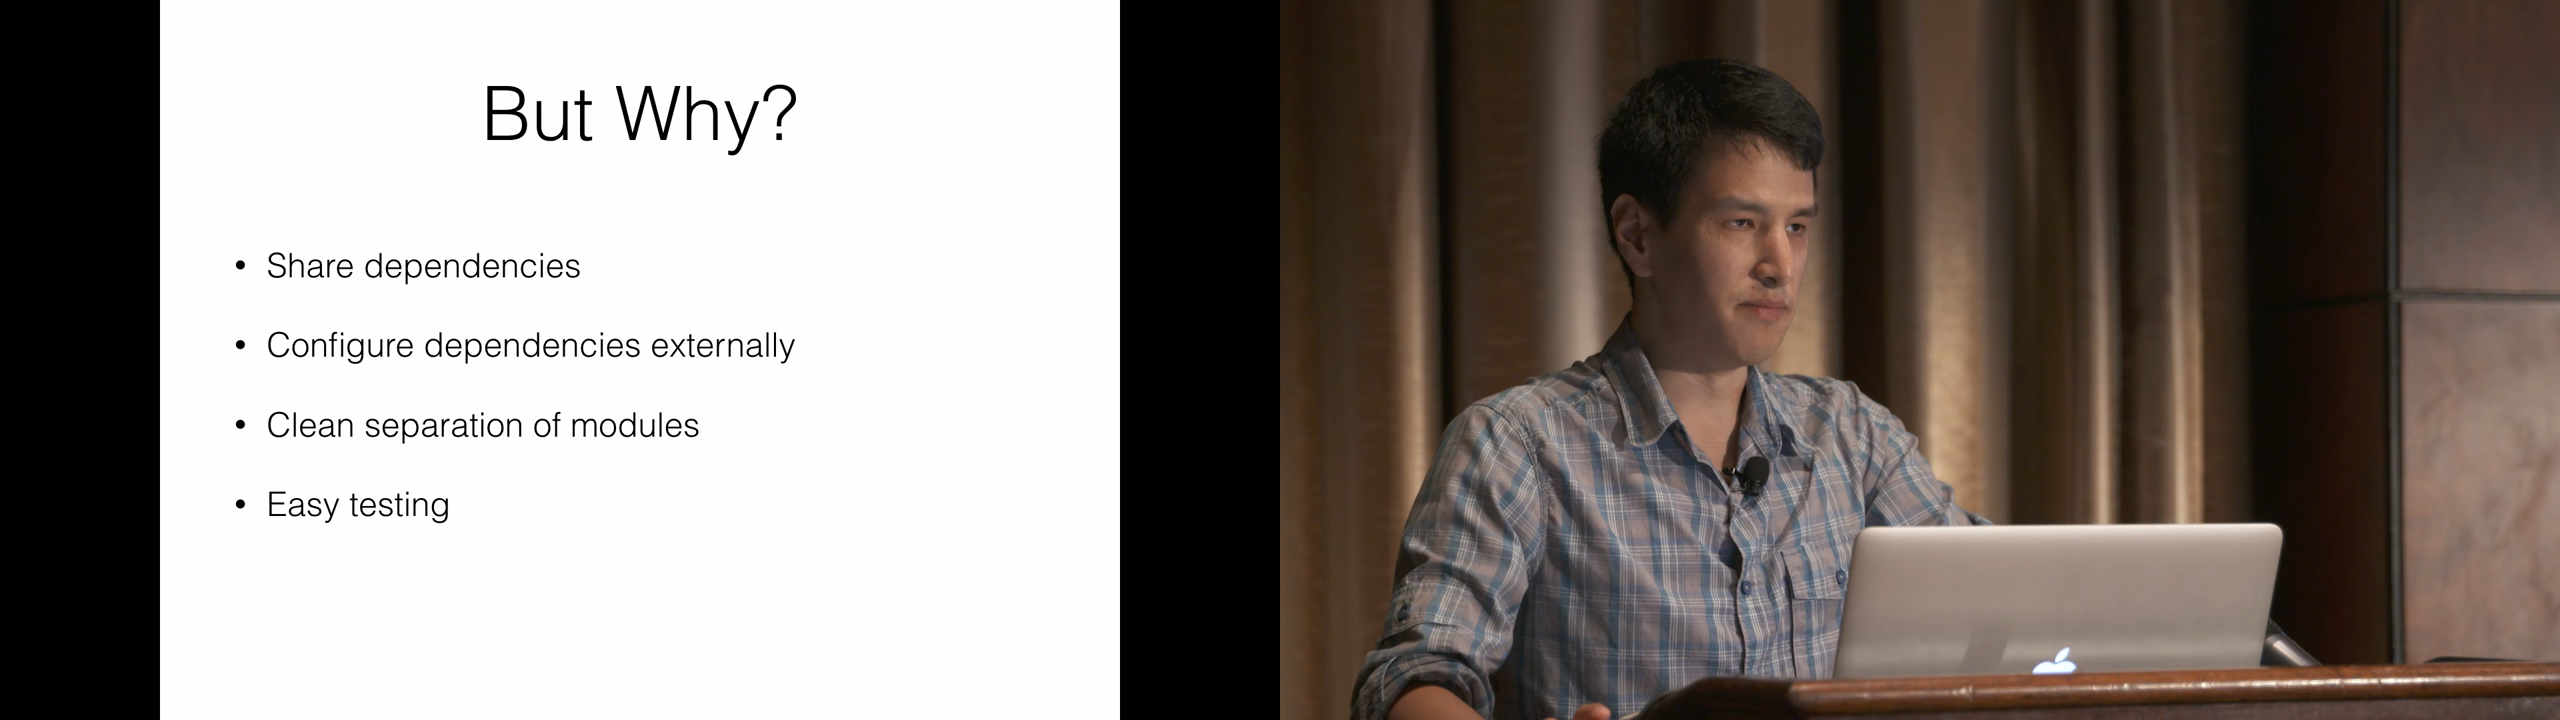 But Why?
• Share dependencies
• Configure dependencies externally
• Clean separation of modules
• Easy testing